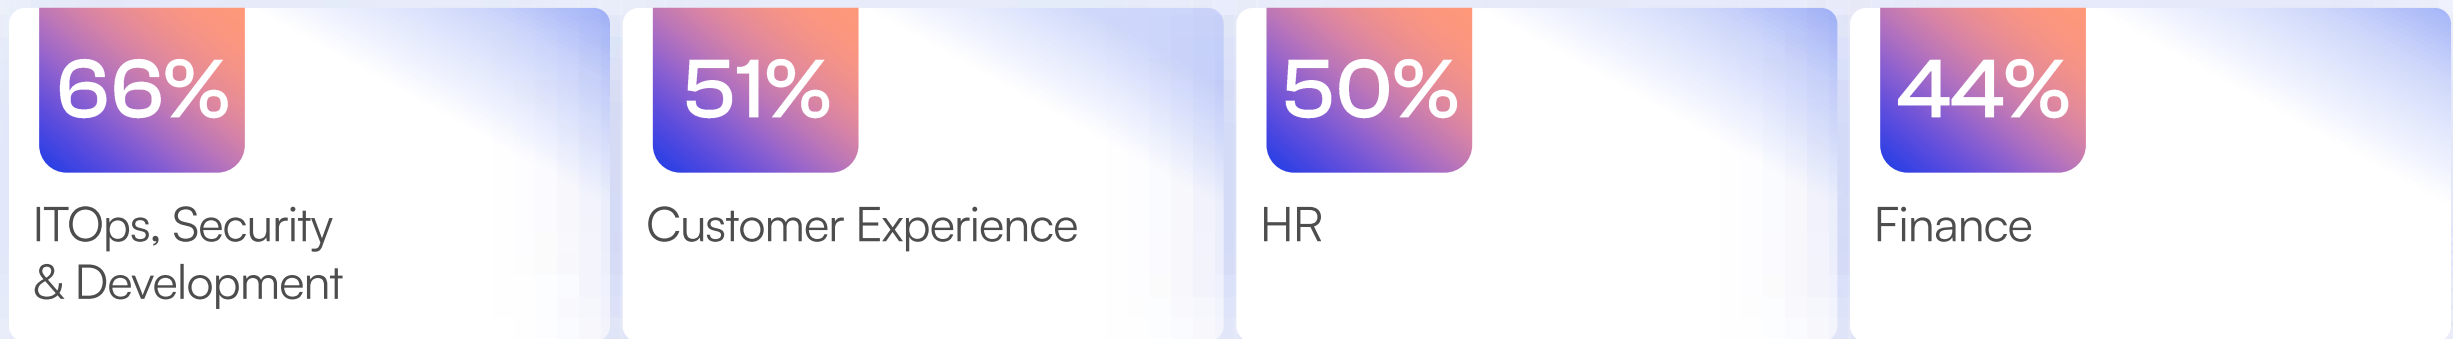 66%
ITOps, Security
& Development
51%
Customer Experience
50%
HR
44%
Finance